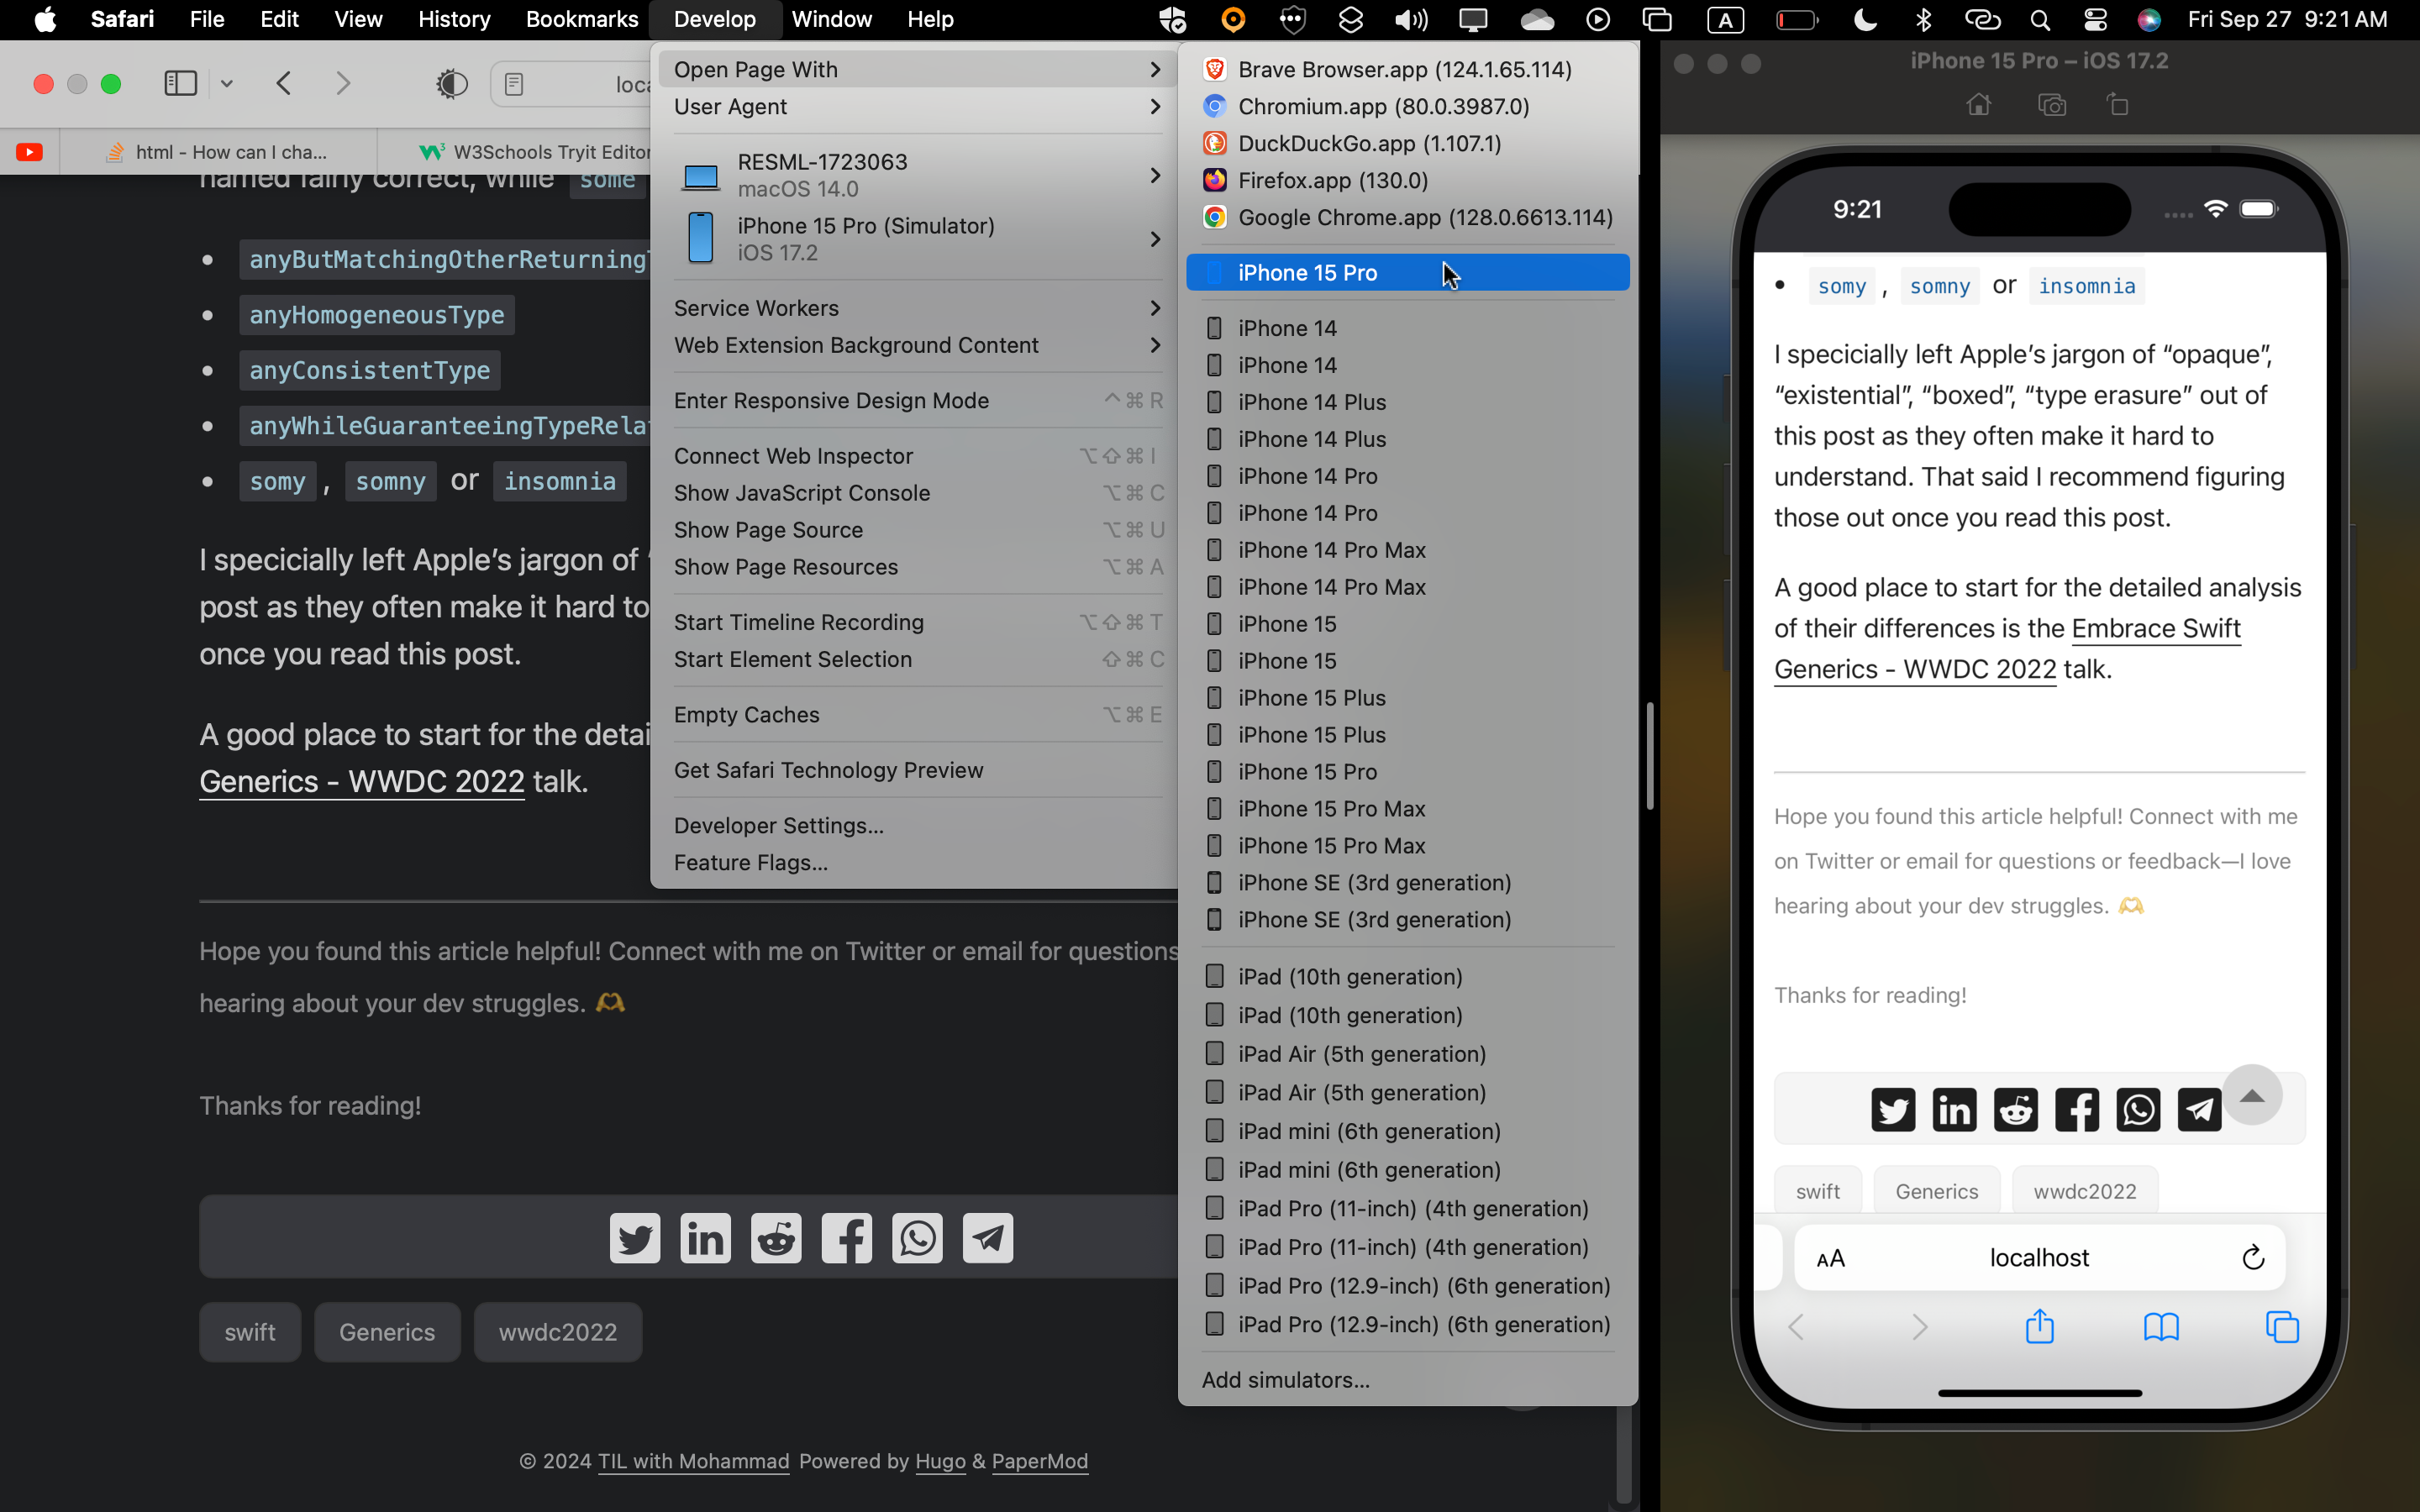 Safari File Edit View History Bookmarks Develop Window Help
A
Fri Sep 27 9:21 AM
html - How can I cha...
W3Schools Tryit Editor
named fairly correct, while some
anyButMatchingOtherReturning
anyHomogeneousType
anyConsistentType
anyWhileGuaranteeingTypeRela
somy , somny or insomnia
I specicially left Apple’s jargon of
post as they often make it hard to
once you read this post.
A good place to start for the detai
Generics - WWDC 2022 talk.
Hope you found this article helpful! Connect with me on Twitter or email for questions
hearing about your dev struggles. 🫶
Thanks for reading!
swift Generics wwdc2022
© 2024 TIL with Mohammad Powered by Hugo & PaperMod
Open Page With
User Agent
RESML-1723063
macOS 14.0
iPhone 15 Pro (Simulator)
iOS 17.2
Service Workers
Web Extension Background Content
Enter Responsive Design Mode ⌃⌘R
Connect Web Inspector ⌥⇧⌘I
Show JavaScript Console ⌥⌘C
Show Page Source ⌥⌘U
Show Page Resources ⌥⌘A
Start Timeline Recording ⌥⇧⌘T
Start Element Selection ⇧⌘C
Empty Caches ⌥⌘E
Get Safari Technology Preview
Developer Settings...
Feature Flags...
Brave Browser.app (124.1.65.114)
Chromium.app (80.0.3987.0)
DuckDuckGo.app (1.107.1)
Firefox.app (130.0)
Google Chrome.app (128.0.6613.114)
iPhone 15 Pro
iPhone 14
iPhone 14
iPhone 14 Plus
iPhone 14 Plus
iPhone 14 Pro
iPhone 14 Pro
iPhone 14 Pro Max
iPhone 14 Pro Max
iPhone 15
iPhone 15
iPhone 15 Plus
iPhone 15 Plus
iPhone 15 Pro
iPhone 15 Pro Max
iPhone 15 Pro Max
iPhone SE (3rd generation)
iPhone SE (3rd generation)
iPad (10th generation)
iPad (10th generation)
iPad Air (5th generation)
iPad Air (5th generation)
iPad mini (6th generation)
iPad mini (6th generation)
iPad Pro (11-inch) (4th generation)
iPad Pro (11-inch) (4th generation)
iPad Pro (12.9-inch) (6th generation)
iPad Pro (12.9-inch) (6th generation)
Add simulators...
iPhone 15 Pro – iOS 17.2
9:21
somy , somny or insomnia
I specicially left Apple’s jargon of “opaque”,
“existential”, “boxed”, “type erasure” out of
this post as they often make it hard to
understand. That said I recommend figuring
those out once you read this post.
A good place to start for the detailed analysis
of their differences is the Embrace Swift
Generics - WWDC 2022 talk.
Hope you found this article helpful! Connect with me
on Twitter or email for questions or feedback—I love
hearing about your dev struggles. 🫶
Thanks for reading!
swift Generics wwdc2022
AA localhost